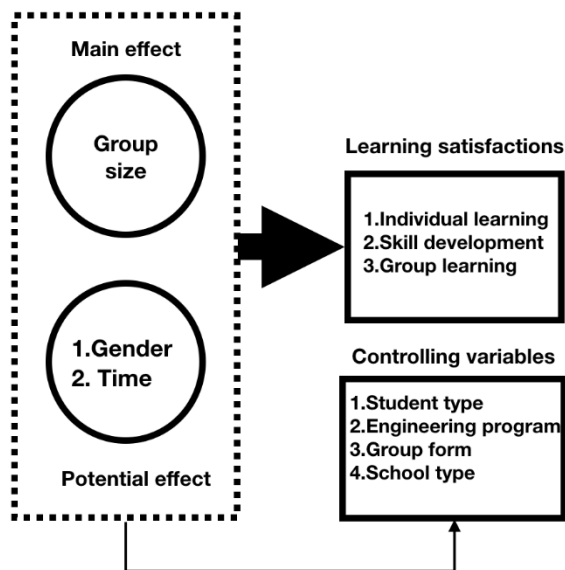 Main effect
Group
size
1.Gender
2. Time
Potential effect
Learning satisfactions
1.Individual learning
2.Skill development
3.Group learning
Controlling variables
1.Student type
2.Engineering program
3.Group form
4.School type